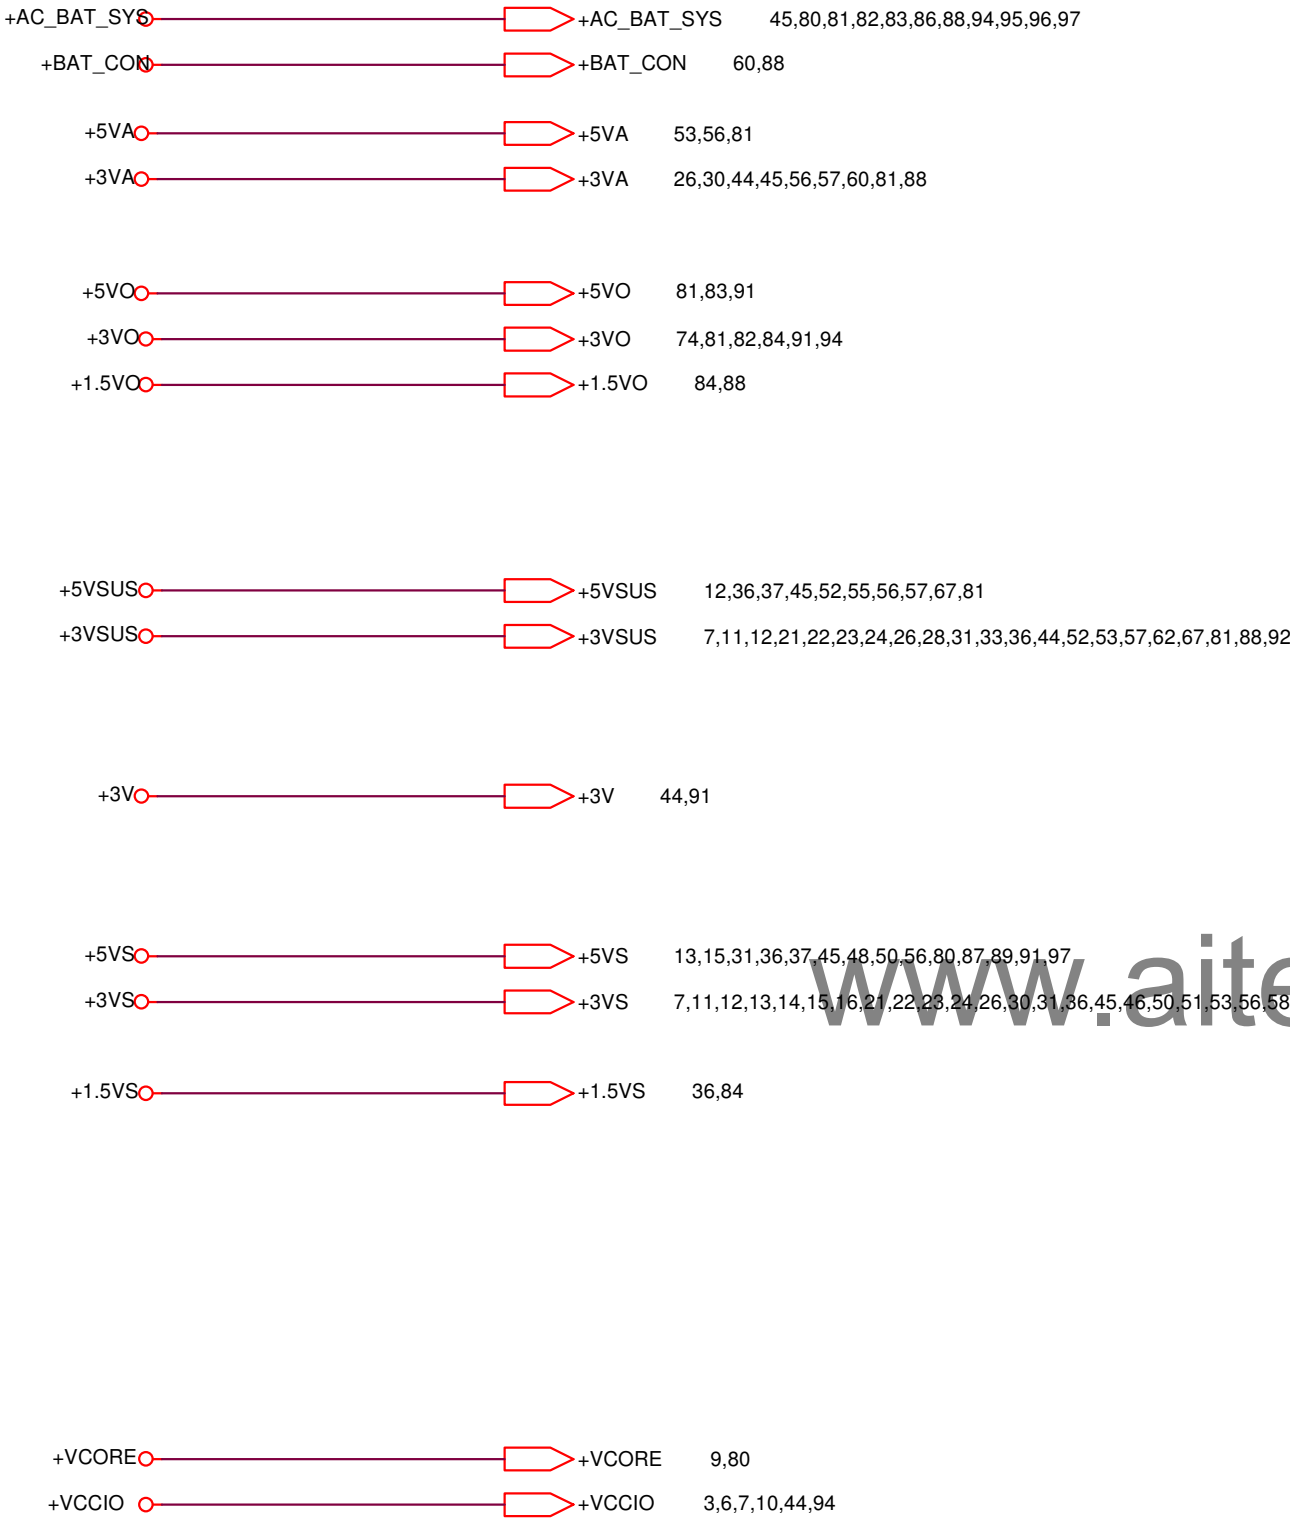 +AC_BAT_SYS +AC_BAT_SYS 45,80,81,82,83,86,88,94,95,96,97
+BAT_CON +BAT_CON 60,88
+5VA +5VA 53,56,81
+3VA +3VA 26,30,44,45,56,57,60,81,88
+5VO +5VO 81,83,91
+3VO +3VO 74,81,82,84,91,94
+1.5VO +1.5VO 84,88
+5VSUS +5VSUS 12,36,37,45,52,55,56,57,67,81
+3VSUS +3VSUS 7,11,12,21,22,23,24,26,28,31,33,36,44,52,53,57,62,67,81,88,92
+3V +3V 44,91
+5VS +5VS 13,15,31,36,37,45,48,50,56,80,87,89,91,97
www.aite
+3VS +3VS 7,11,12,13,14,15,16,21,22,23,24,26,30,31,36,45,46,50,51,53,56,58
+1.5VS +1.5VS 36,84
+VCORE +VCORE 9,80
+VCCIO +VCCIO 3,6,7,10,44,94